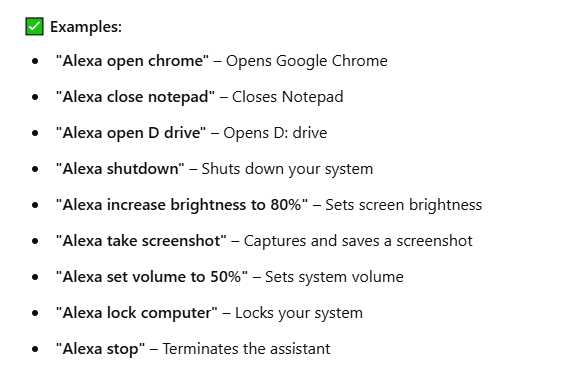 ✅ Examples:
• "Alexa open chrome" – Opens Google Chrome
• "Alexa close notepad" – Closes Notepad
• "Alexa open D drive" – Opens D: drive
• "Alexa shutdown" – Shuts down your system
• "Alexa increase brightness to 80%" – Sets screen brightness
• "Alexa take screenshot" – Captures and saves a screenshot
• "Alexa set volume to 50%" – Sets system volume
• "Alexa lock computer" – Locks your system
• "Alexa stop" – Terminates the assistant